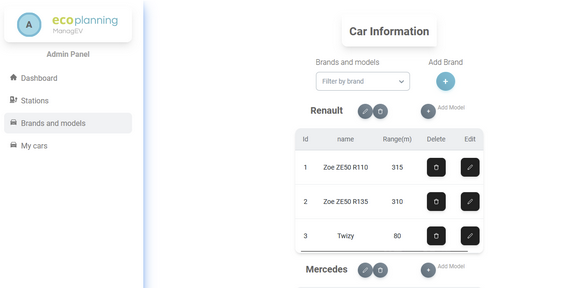 A
ecoplanning
ManagEV
Admin Panel
Dashboard
Stations
Brands and models
My cars
Car Information
Brands and models
Add Brand
Filter by brand
+
Renault
+
Add Model
Id name Range(m) Delete Edit
1 Zoe ZE50 R110 315
2 Zoe ZE50 R135 310
3 Twizy 80
Mercedes
+
Add Model